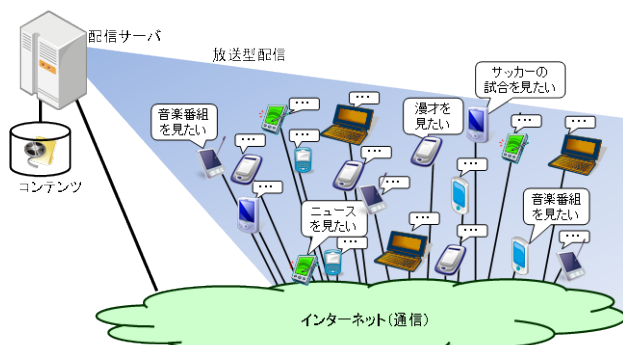 配信サーバ
放送型配信
サッカーの
試合を見たい
音楽番組
を見たい
・・・
・・・
漫才を
見たい
・・・
・・・
・・・
・・・
コンテンツ
・・・
・・・
・・・
ニュース
を見たい
・・・
・・・
・・・
音楽番組
を見たい
・・・
インターネット(通信)